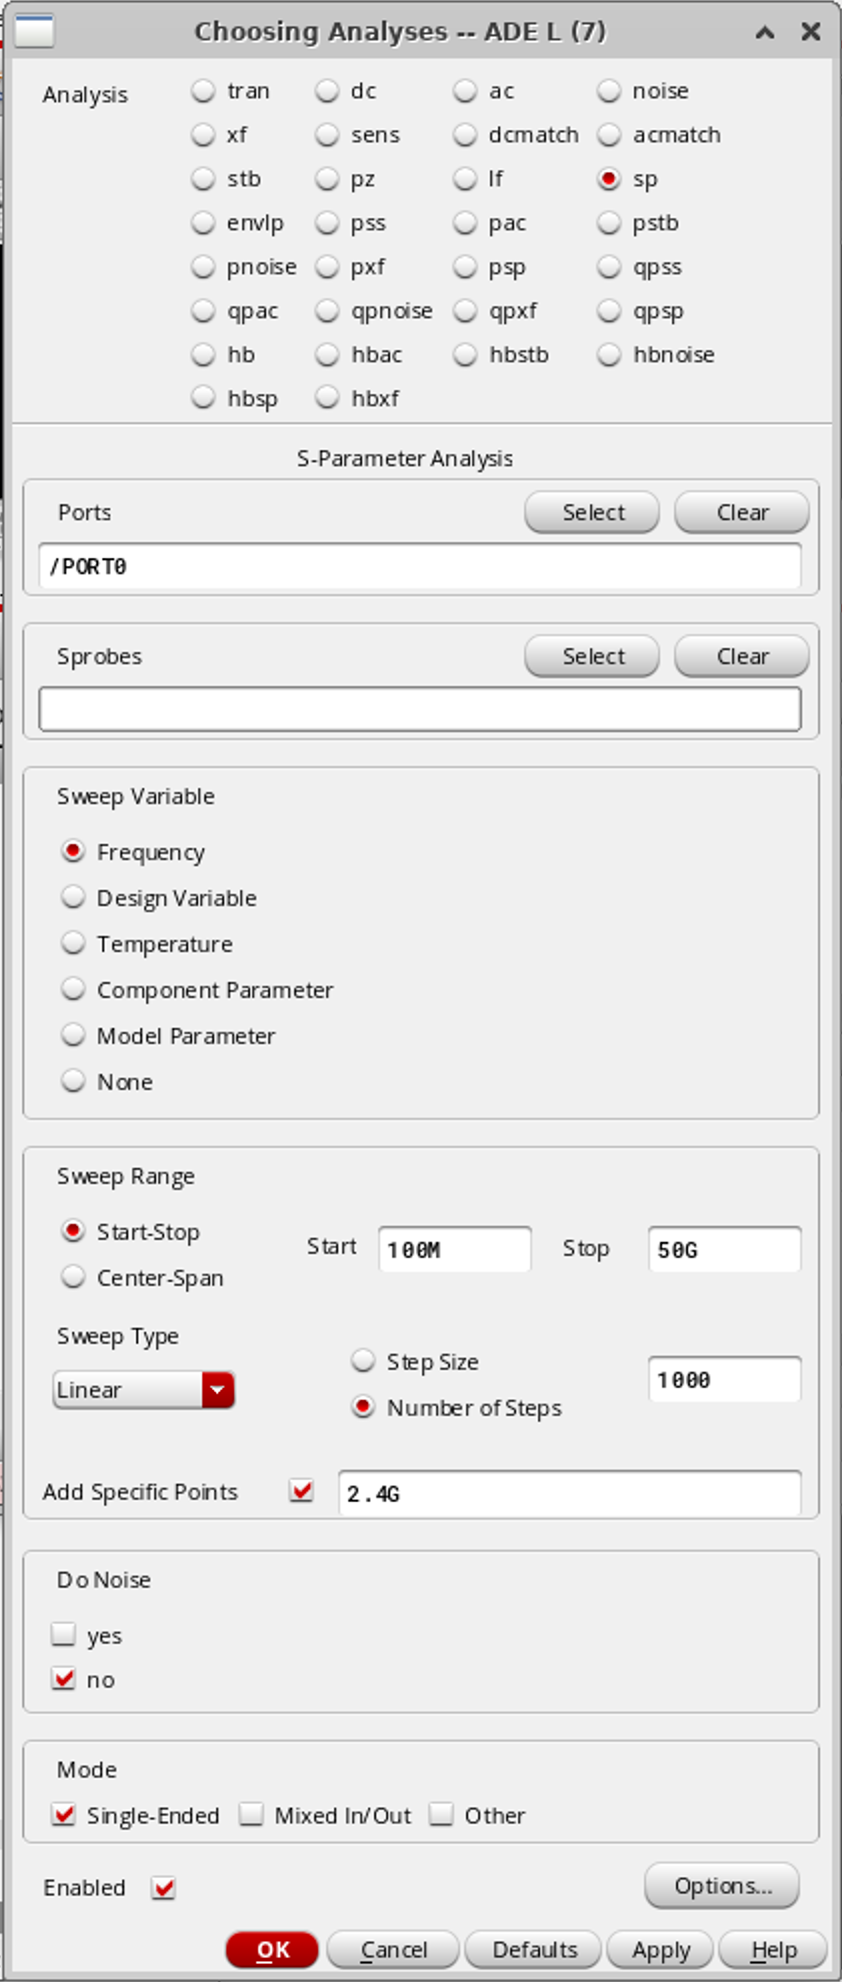 Choosing Analyses -- ADE L (7)
Analysis tran dc ac noise
xf sens dcmatch acmatch
stb pz lf sp
envlp pss pac pstb
pnoise pxf psp qpss
qpac qpnoise qpxf qpsp
hb hbac hbstb hbnoise
hbsp hbxf
S-Parameter Analysis
Ports Select Clear
/PORT0
Sprobes Select Clear
Sweep Variable
Frequency
Design Variable
Temperature
Component Parameter
Model Parameter
None
Sweep Range
Start-Stop Start 100M Stop 50G
Center-Span
Sweep Type
Step Size
Linear 1000
Number of Steps
Add Specific Points 2.4G
Do Noise
yes
no
Mode
Single-Ended Mixed In/Out Other
Enabled Options...
OK Cancel Defaults Apply Help